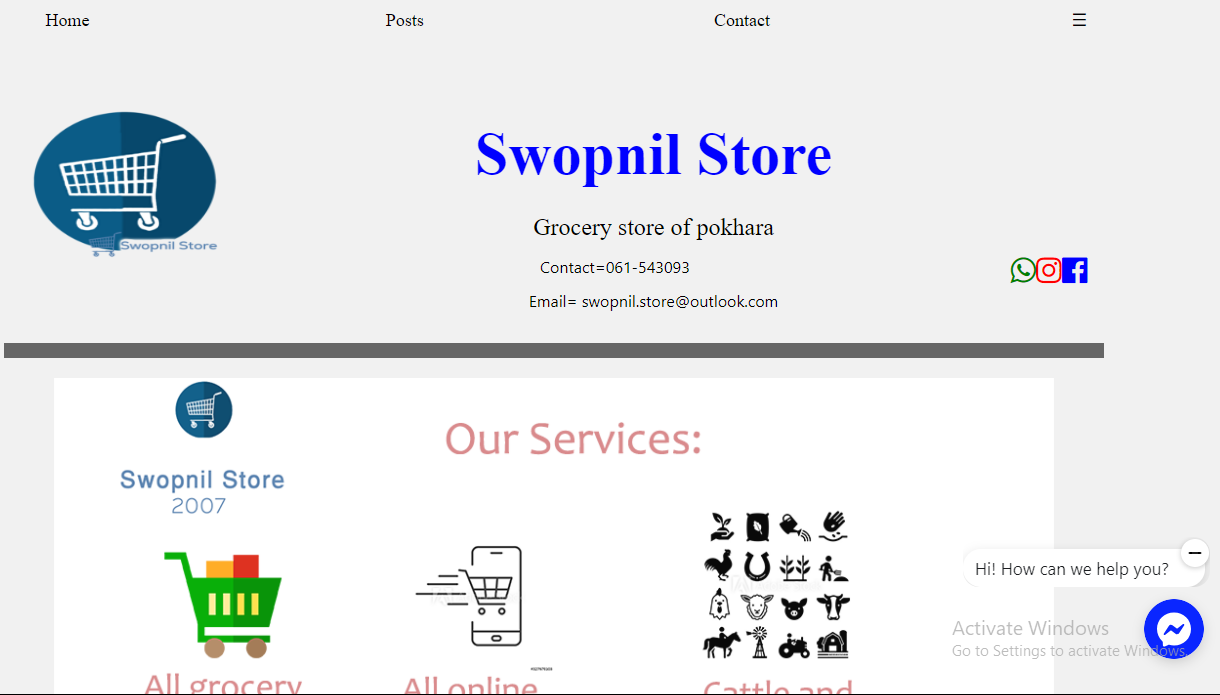 Home Posts Contact ☰
Swopnil Store
Swopnil Store
Grocery store of pokhara
Contact=061-543093
Email= swopnil.store@outlook.com
Our Services:
Swopnil Store
2007
Hi! How can we help you?
Activate Windows
Go to Settings to activate Windows.
All grocery
All online
Cattle and